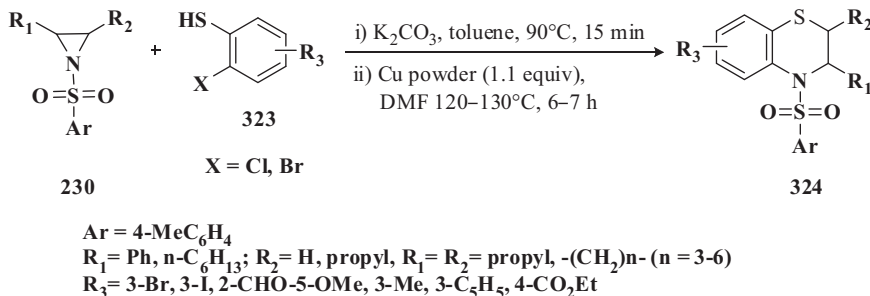 R₁ R₂
N
O=S=O
Ar
230
+
HS
X
R₃
323
X = Cl, Br
i) K₂CO₃, toluene, 90°C, 15 min
ii) Cu powder (1.1 equiv),
DMF 120–130°C, 6–7 h
R₃
S R₂
N R₁
O=S=O
Ar
324
Ar = 4-MeC₆H₄
R₁= Ph, n-C₆H₁₃; R₂= H, propyl, R₁= R₂= propyl, -(CH₂)n- (n = 3-6)
R₃= 3-Br, 3-I, 2-CHO-5-OMe, 3-Me, 3-C₅H₅, 4-CO₂Et